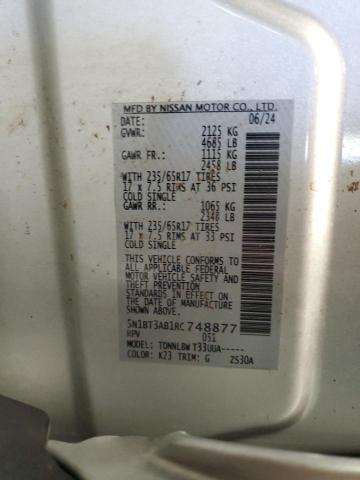 MFD BY NISSAN MOTOR CO., LTD.
DATE: 06/24
GVWR: 2125 KG
4685 LB
GAWR FR.: 1115 KG
2458 LB
WITH 235/65R17 TIRES
17 x 7.5 RIMS AT 36 PSI
COLD SINGLE
GAWR RR.: 1065 KG
2348 LB
WITH 235/65R17 TIRES
17 x 7.5 RIMS AT 33 PSI
COLD SINGLE
THIS VEHICLE CONFORMS TO
ALL APPLICABLE FEDERAL
MOTOR VEHICLE SAFETY AND
THEFT PREVENTION
STANDARDS IN EFFECT ON
THE DATE OF MANUFACTURE
SHOWN ABOVE.
5N1BT3AB1RC748877
MPV 051
MODEL: TDNNLBW T33UUA-----
COLOR: K23 TRIM: G ZS30A